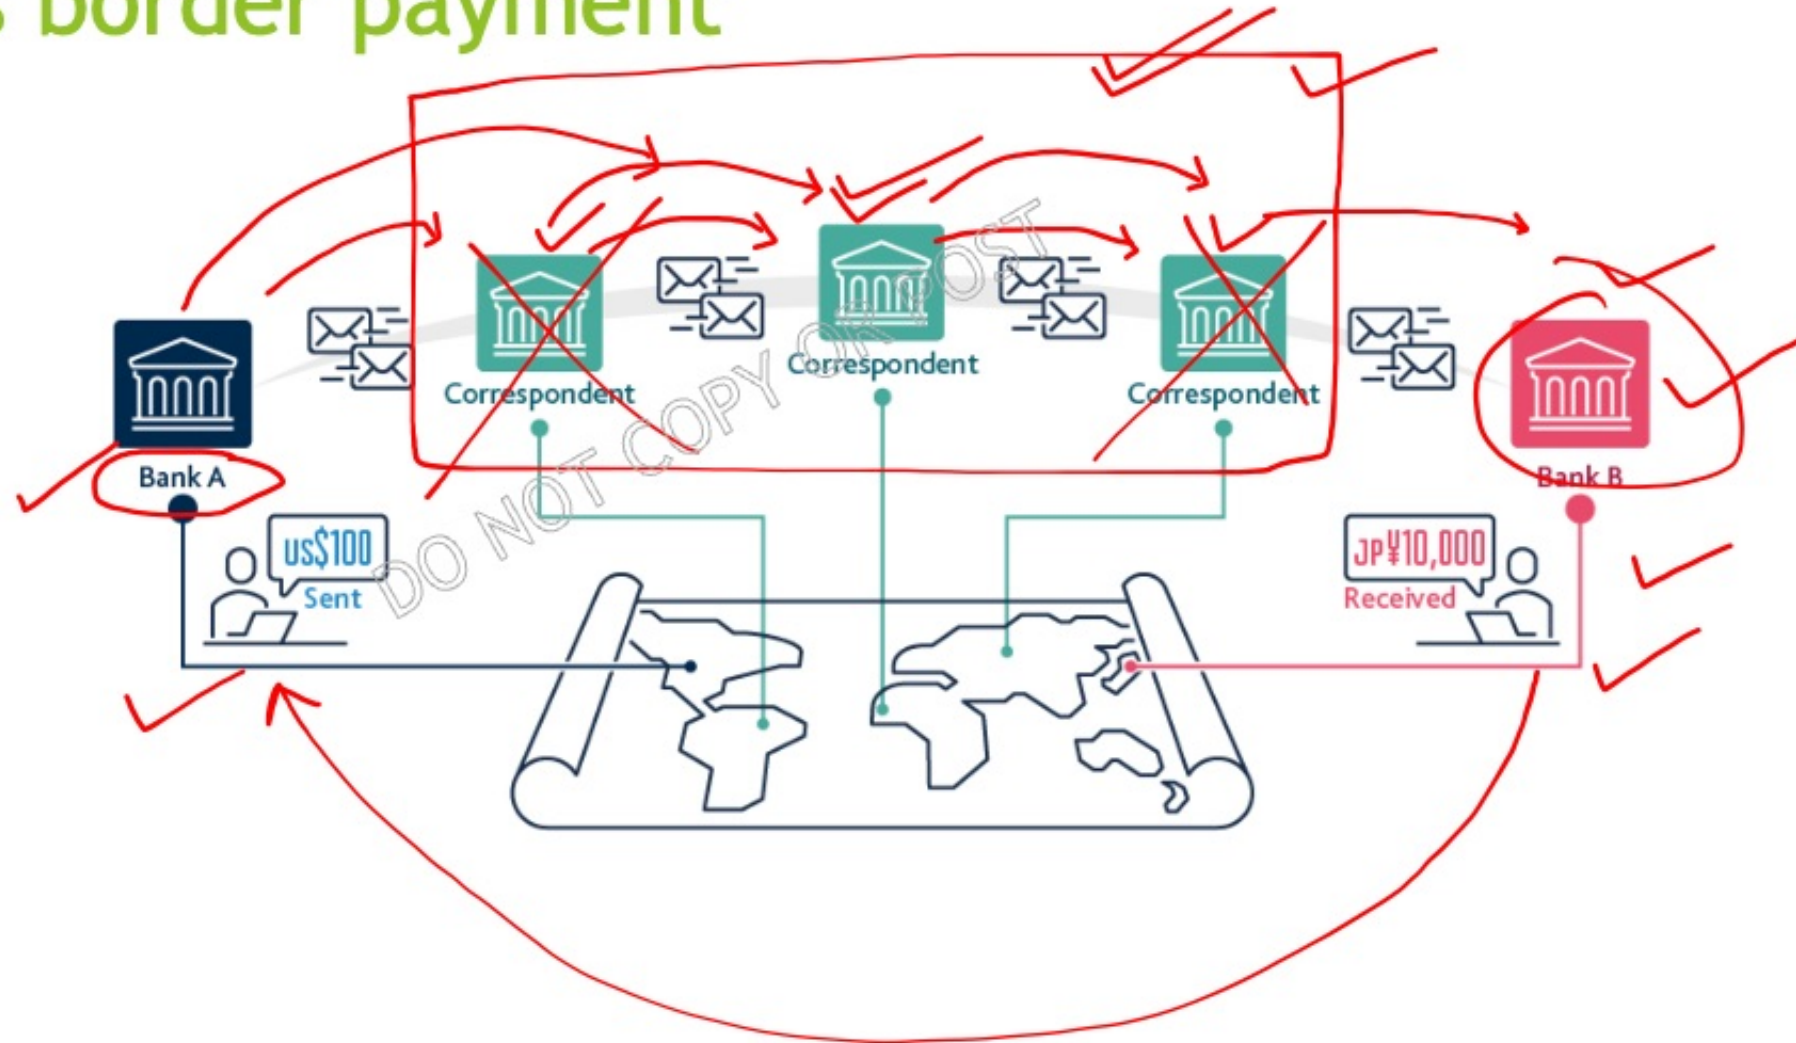 s border payment
Correspondent
Correspondent
Correspondent
Bank A
Bank B
US$100
Sent
JP¥10,000
Received
DO NOT COPY OR POST